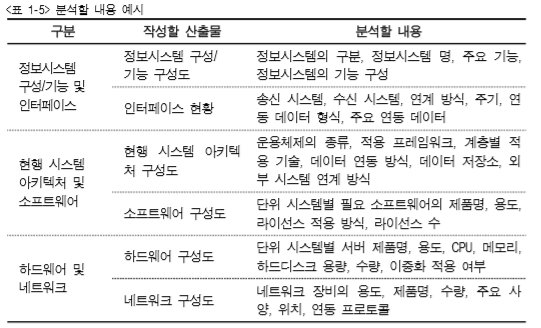 <표 1-5> 분석할 내용 예시
구분 작성할 산출물 분석할 내용
정보시스템
구성/기능 및
인터페이스
정보시스템 구성/
기능 구성도
정보시스템의 구분, 정보시스템 명, 주요 기능,
정보시스템의 기능 구성
인터페이스 현황
송신 시스템, 수신 시스템, 연계 방식, 주기, 연
동 데이터 형식, 주요 연동 데이터
현행 시스템
아키텍처 및
소프트웨어
현행 시스템 아키텍
처 구성도
운용체제의 종류, 적용 프레임워크, 계층별 적
용 기술, 데이터 연동 방식, 데이터 저장소, 외
부 시스템 연계 방식
소프트웨어 구성도
단위 시스템별 필요 소프트웨어의 제품명, 용도,
라이선스 적용 방식, 라이선스 수
하드웨어 및
네트워크
하드웨어 구성도
단위 시스템별 서버 제품명, 용도, CPU, 메모리,
하드디스크 용량, 수량, 이중화 적용 여부
네트워크 구성도
네트워크 장비의 용도, 제품명, 수량, 주요 사
양, 위치, 연동 프로토콜